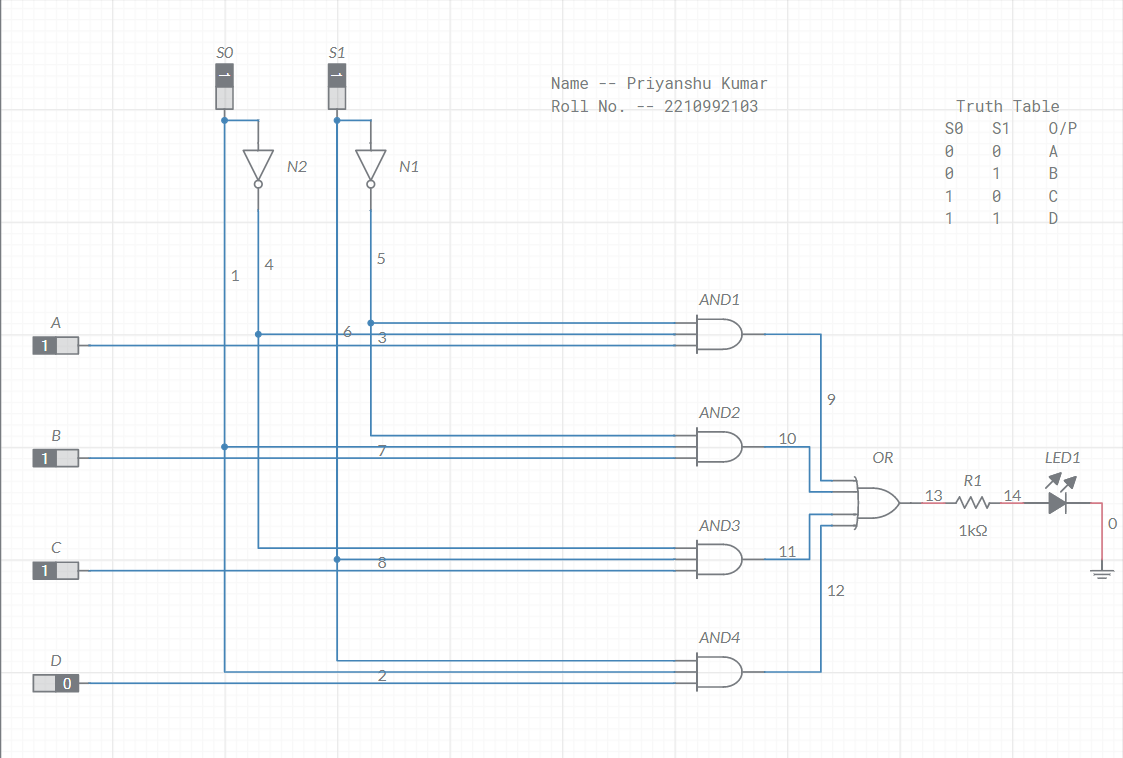 S0 S1
Name -- Priyanshu Kumar
Roll No. -- 2210992103
Truth Table
S0 S1 O/P
0 0 A
0 1 B
1 0 C
1 1 D
1 1
N2 N1
1 4 5
AND1
A
1
6 3
9
AND2
B
1
7
10
OR
R1
LED1
13 14
1kΩ
0
AND3
C
1
8
11
12
AND4
D
0
2